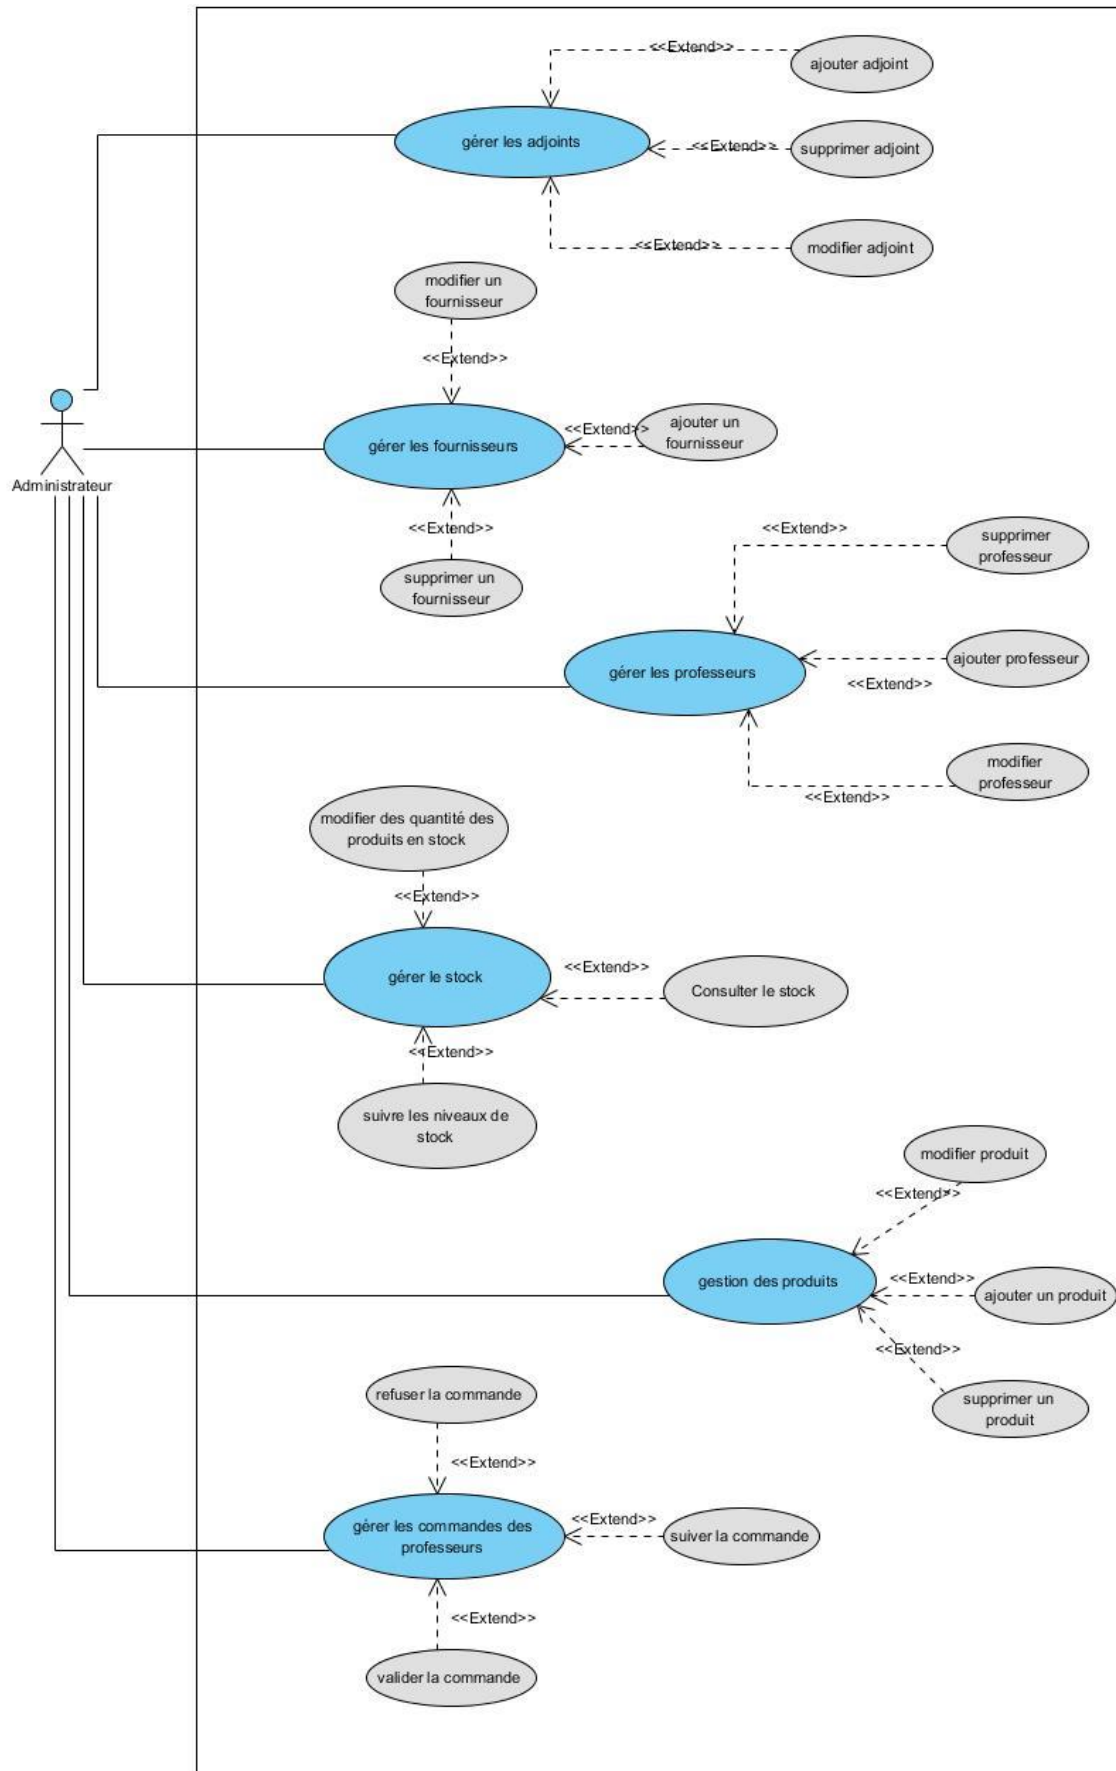 <<Extend>>
ajouter adjoint
gérer les adjoints
<<Extend>>
supprimer adjoint
<<Extend>>
modifier adjoint
modifier un
fournisseur
<<Extend>>
gérer les fournisseurs
<<Extend>>
ajouter un
fournisseur
Administrateur
<<Extend>>
supprimer un
fournisseur
<<Extend>>
supprimer
professeur
gérer les professeurs
ajouter professeur
<<Extend>>
modifier
professeur
<<Extend>>
modifier des quantité des
produits en stock
<<Extend>>
gérer le stock
<<Extend>>
Consulter le stock
<<Extend>>
suivre les niveaux de
stock
modifier produit
<<Extend>>
gestion des produits
<<Extend>>
ajouter un produit
<<Extend>>
supprimer un
produit
refuser la commande
<<Extend>>
gérer les commandes des
professeurs
<<Extend>>
suiver la commande
<<Extend>>
valider la commande